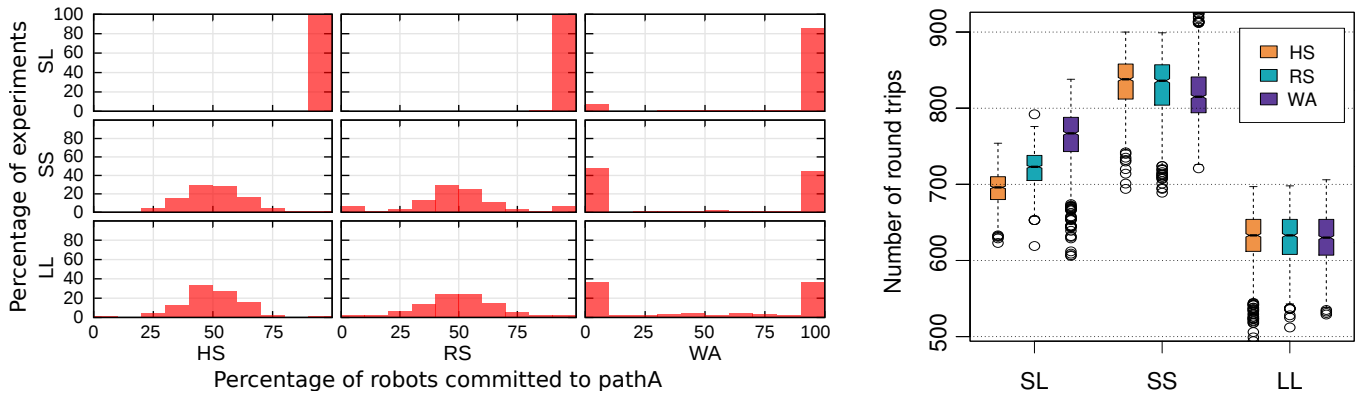 Percentage of experiments
SL
100
80
60
40
20
0
SS
80
60
40
20
0
LL
80
60
40
20
0
0 25 50 75
HS
0 25 50 75
RS
0 25 50 75 100
WA
Percentage of robots committed to pathA
Number of round trips
900
800
700
600
500
HS
RS
WA
SL SS LL